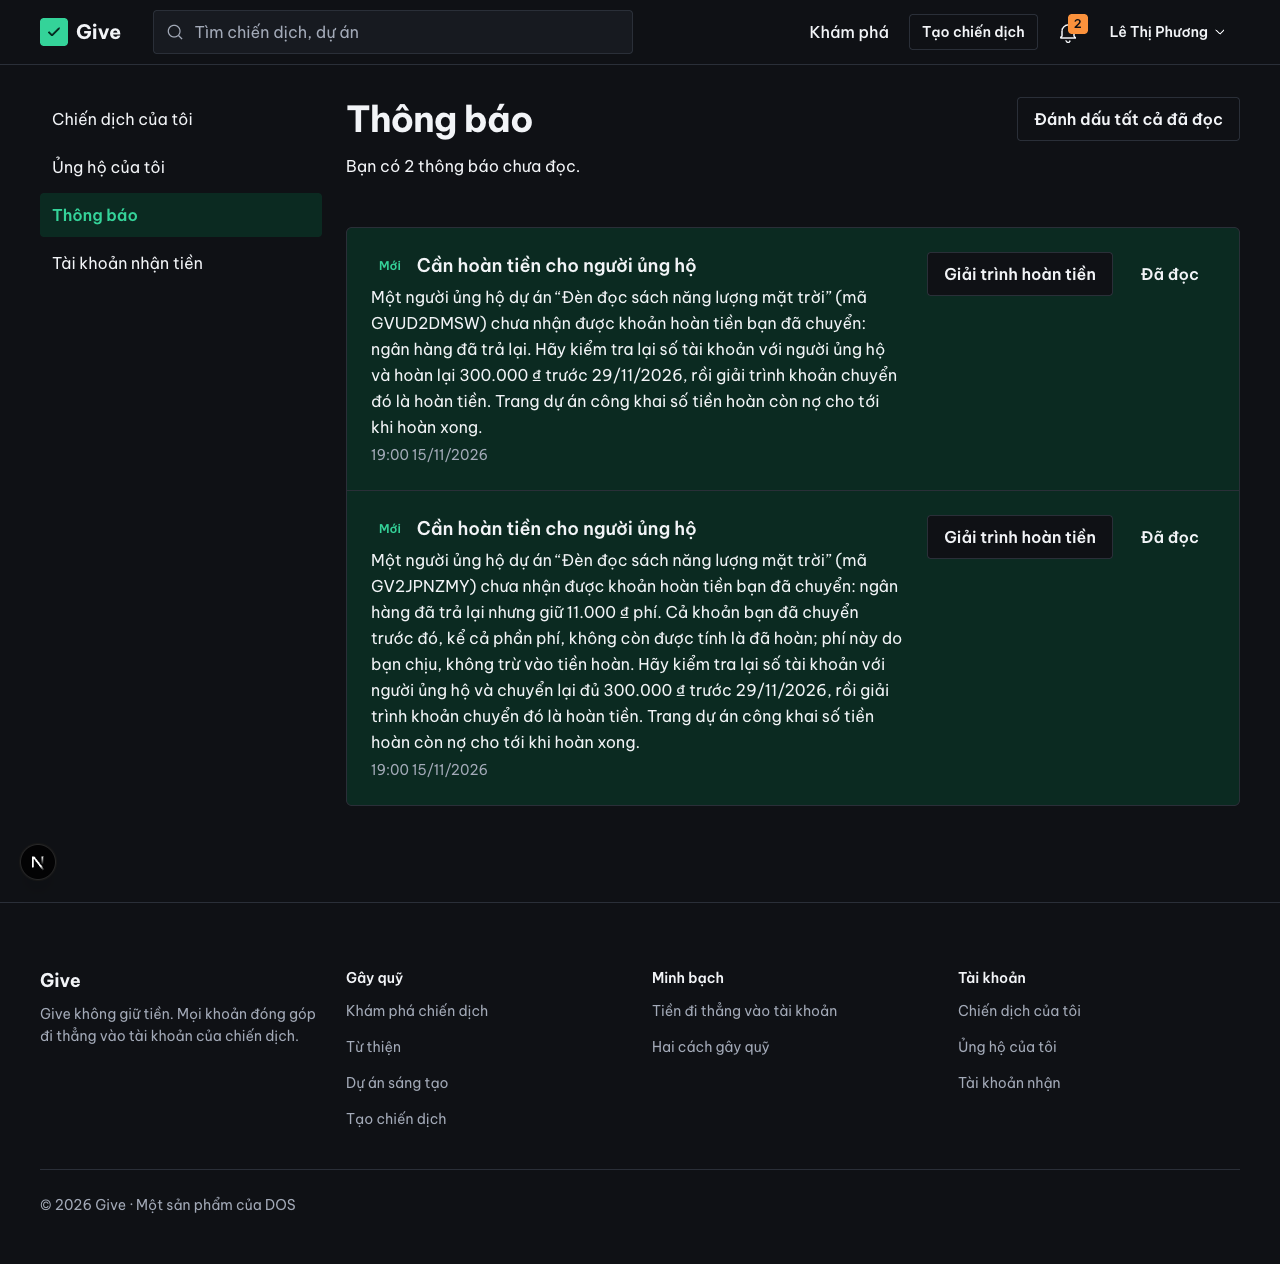 Give
Tìm chiến dịch, dự án
Khám phá
Tạo chiến dịch
2
Lê Thị Phương
Chiến dịch của tôi
Ủng hộ của tôi
Thông báo
Tài khoản nhận tiền
Thông báo
Đánh dấu tất cả đã đọc
Bạn có 2 thông báo chưa đọc.
Mới
Cần hoàn tiền cho người ủng hộ
Một người ủng hộ dự án “Đèn đọc sách năng lượng mặt trời” (mã
GVUD2DMSW) chưa nhận được khoản hoàn tiền bạn đã chuyển:
ngân hàng đã trả lại. Hãy kiểm tra lại số tài khoản với người ủng hộ
và hoàn lại 300.000 ₫ trước 29/11/2026, rồi giải trình khoản chuyển
đó là hoàn tiền. Trang dự án công khai số tiền hoàn còn nợ cho tới
khi hoàn xong.
19:00 15/11/2026
Giải trình hoàn tiền
Đã đọc
Mới
Cần hoàn tiền cho người ủng hộ
Một người ủng hộ dự án “Đèn đọc sách năng lượng mặt trời” (mã
GV2JPNZMY) chưa nhận được khoản hoàn tiền bạn đã chuyển: ngân
hàng đã trả lại nhưng giữ 11.000 ₫ phí. Cả khoản bạn đã chuyển
trước đó, kể cả phần phí, không còn được tính là đã hoàn; phí này do
bạn chịu, không trừ vào tiền hoàn. Hãy kiểm tra lại số tài khoản với
người ủng hộ và chuyển lại đủ 300.000 ₫ trước 29/11/2026, rồi giải
trình khoản chuyển đó là hoàn tiền. Trang dự án công khai số tiền
hoàn còn nợ cho tới khi hoàn xong.
19:00 15/11/2026
Giải trình hoàn tiền
Đã đọc
N
Give
Give không giữ tiền. Mọi khoản đóng góp
đi thẳng vào tài khoản của chiến dịch.
Gây quỹ
Khám phá chiến dịch
Từ thiện
Dự án sáng tạo
Tạo chiến dịch
Minh bạch
Tiền đi thẳng vào tài khoản
Hai cách gây quỹ
Tài khoản
Chiến dịch của tôi
Ủng hộ của tôi
Tài khoản nhận
© 2026 Give · Một sản phẩm của DOS